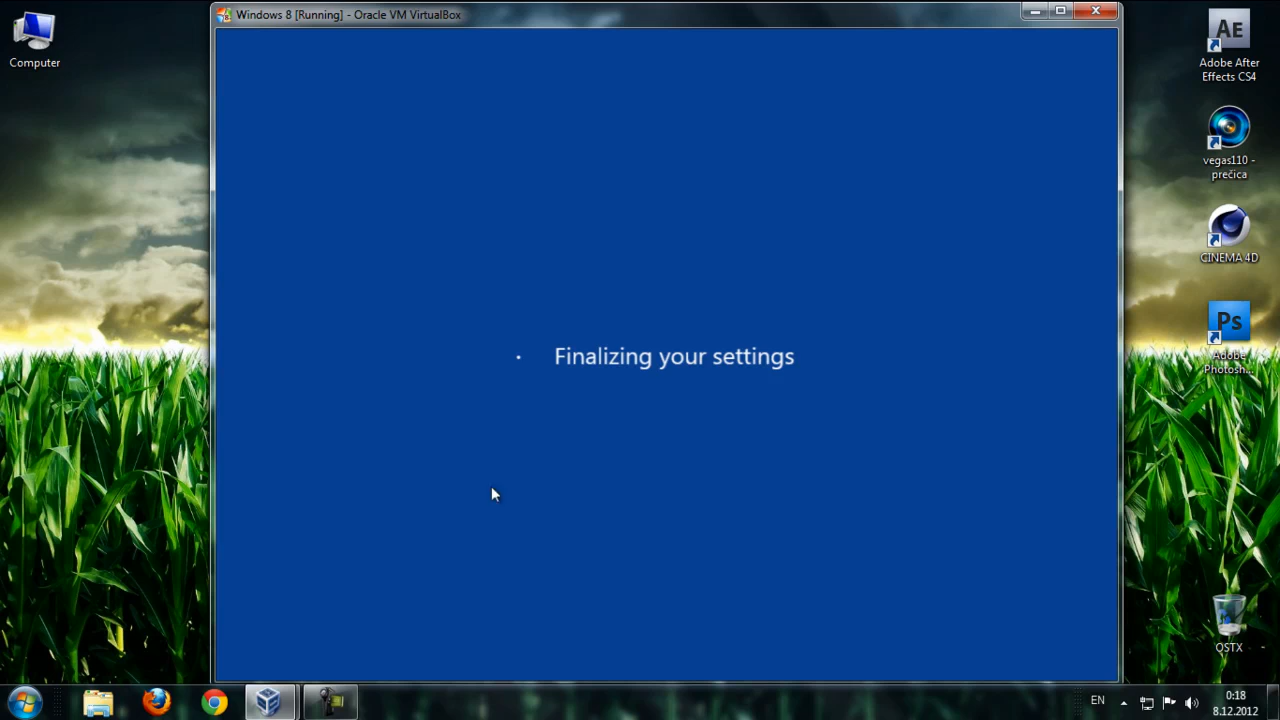 Windows 8 [Running] - Oracle VM VirtualBox
Computer
Finalizing your settings
AE
Adobe After
Effects CS4
vegas110 -
prečica
CINEMA 4D
Ps
Adobe
Photosh...
QSTX
EN
0:18
8.12.2012